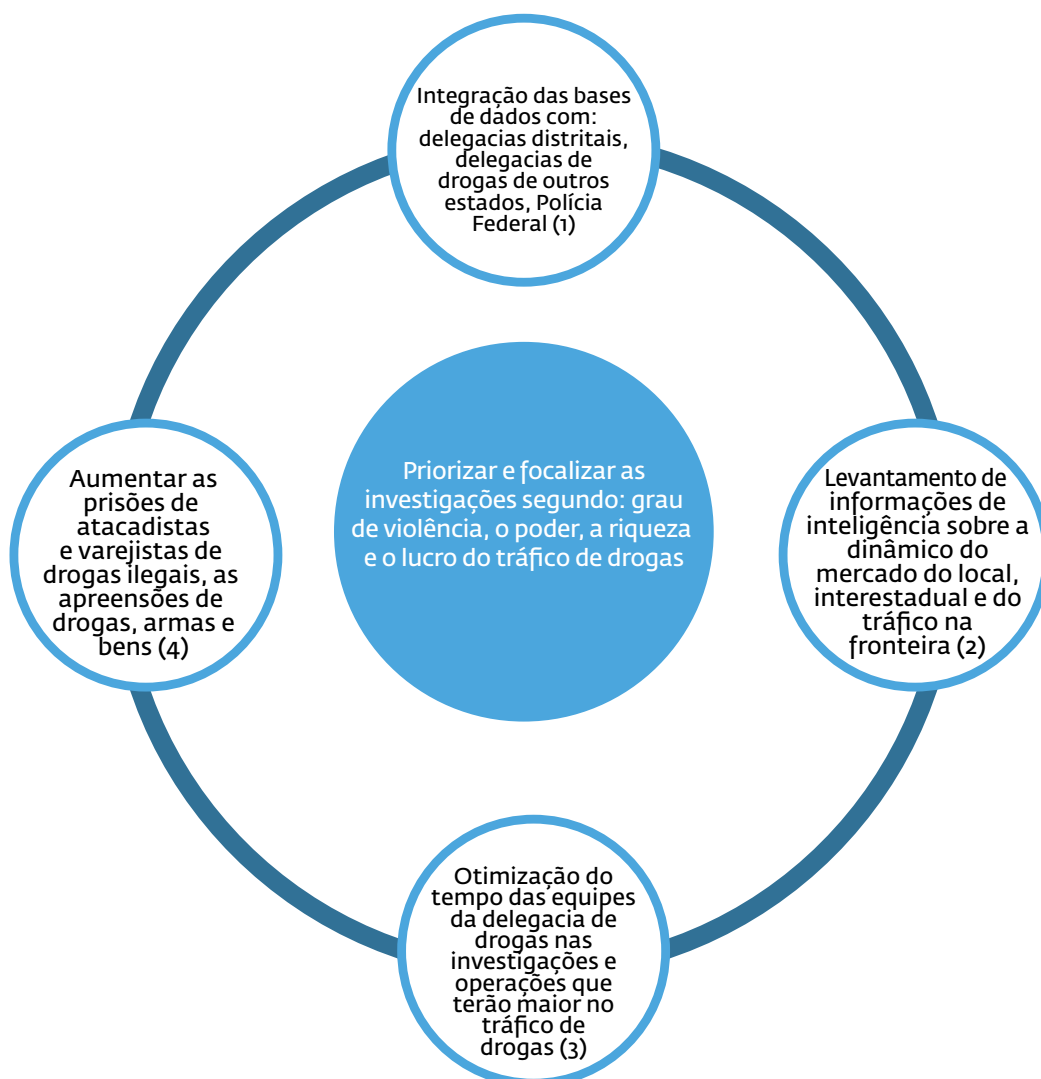 Integração das bases
de dados com:
delegacias distritais,
delegacias de
drogas de outros
estados, Polícia
Federal (1)
Priorizar e focalizar as
investigações segundo: grau
de violência, o poder, a riqueza
e o lucro do tráfico de drogas
Levantamento de
informações de
inteligência sobre a
dinâmico do
mercado do local,
interestadual e do
tráfico na
fronteira (2)
Otimização do
tempo das equipes
da delegacia de
drogas nas
investigações e
operações que
terão maior no
tráfico de
drogas (3)
Aumentar as
prisões de
atacadistas
e varejistas de
drogas ilegais, as
apreensões de
drogas, armas e
bens (4)